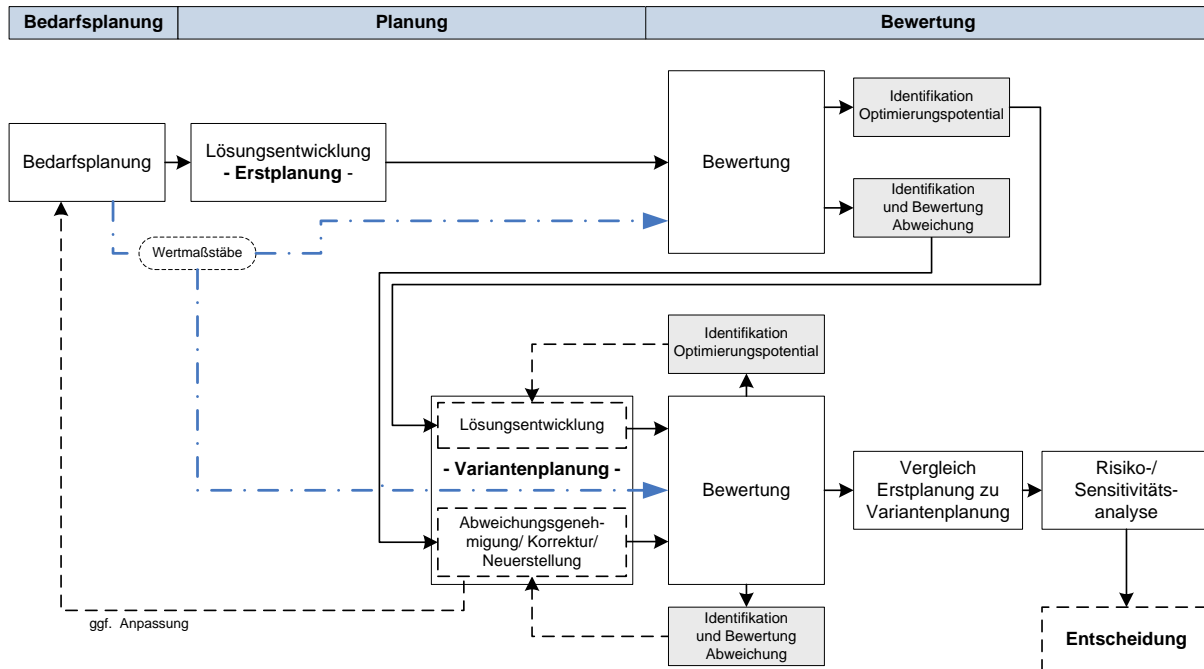 Bedarfsplanung
Planung
Bewertung
Bedarfsplanung
Lösungsentwicklung
- Erstplanung -
Bewertung
Identifikation
Optimierungspotential
Identifikation
und Bewertung
Abweichung
Wertmaßstäbe
Identifikation
Optimierungspotential
Lösungsentwicklung
- Variantenplanung -
Abweichungsgeneh-
migung/ Korrektur/
Neuerstellung
Bewertung
Vergleich
Erstplanung zu
Variantenplanung
Risiko-/
Sensitivitäts-
analyse
ggf. Anpassung
Identifikation
und Bewertung
Abweichung
Entscheidung